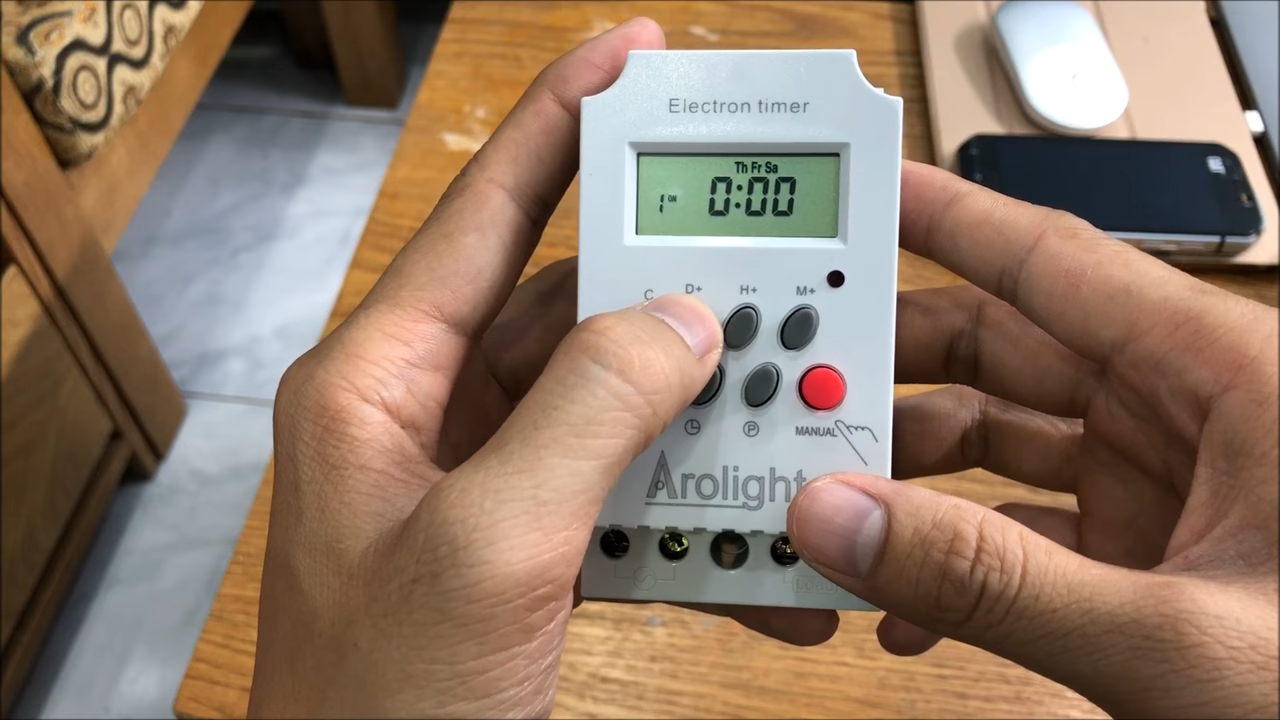 Electron timer
Th Fr Sa
1 ON 0:00
C D+ H+ M+
P
MANUAL
Arolight